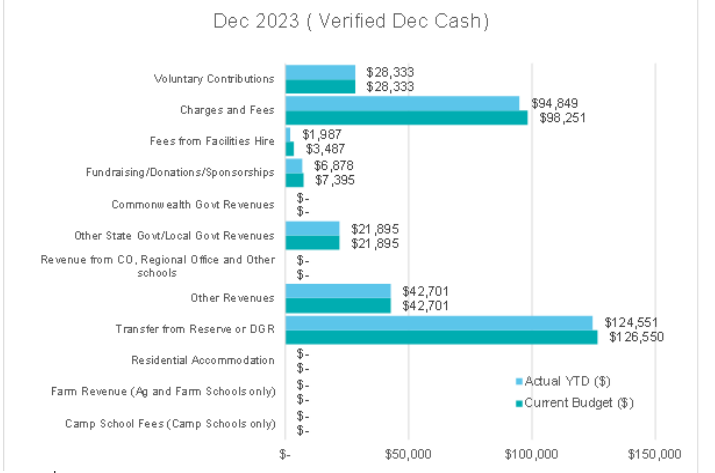 Dec 2023 ( Verified Dec Cash)
Voluntary Contributions
$28,333
$28,333
Charges and Fees
$94,849
$98,251
Fees from Facilities Hire
$1,987
$3,487
Fundraising/Donations/Sponsorships
$6,878
$7,395
Commonwealth Govt Revenues
$-
$-
Other State Govt/Local Govt Revenues
$21,895
$21,895
Revenue from CO, Regional Office and Other
schools
$-
$-
Other Revenues
$42,701
$42,701
Transfer from Reserve or DGR
$124,551
$126,550
Residential Accommodation
$-
$-
Farm Revenue (Ag and Farm Schools only)
$-
$-
Camp School Fees (Camp Schools only)
$-
$-
Actual YTD ($)
Current Budget ($)
$- $50,000 $100,000 $150,000